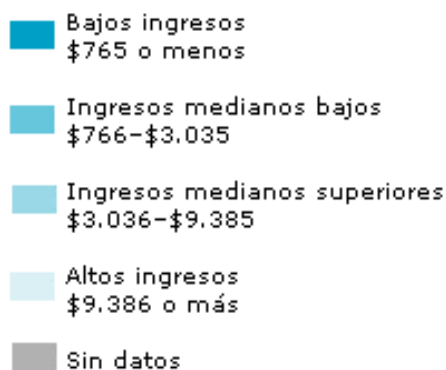 Bajos ingresos
$765 o menos
Ingresos medianos bajos
$766–$3.035
Ingresos medianos superiores
$3.036–$9.385
Altos ingresos
$9.386 o más
Sin datos